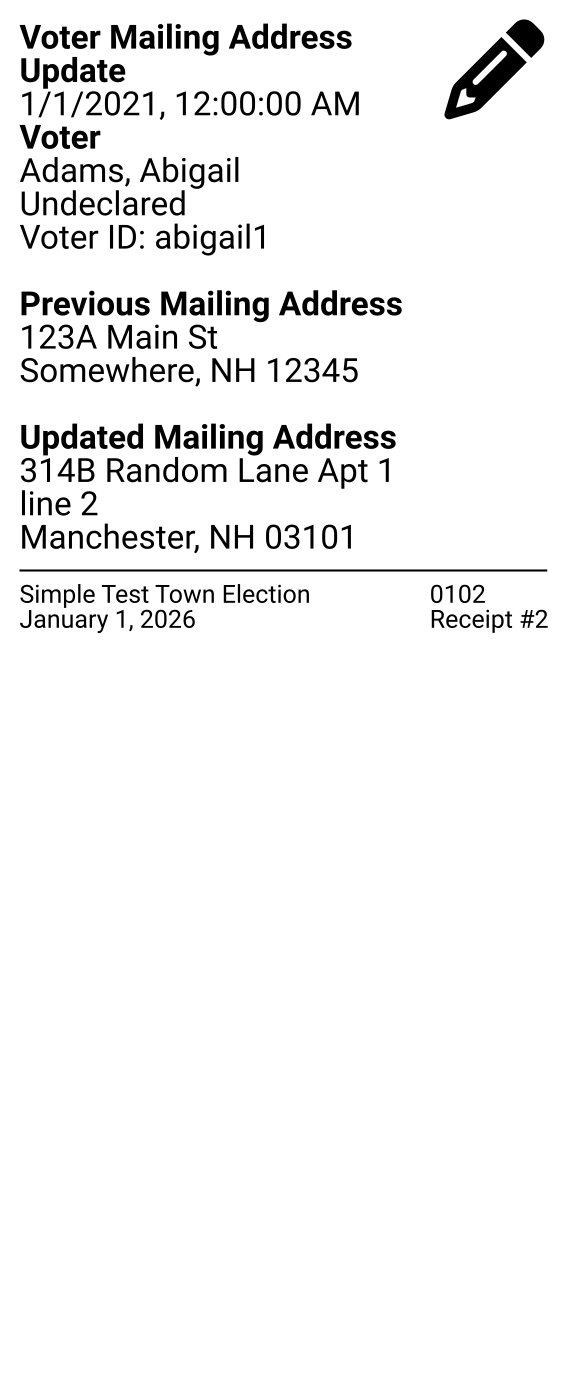 Voter Mailing Address
Update
1/1/2021, 12:00:00 AM
Voter
Adams, Abigail
Undeclared
Voter ID: abigail1
Previous Mailing Address
123A Main St
Somewhere, NH 12345
Updated Mailing Address
314B Random Lane Apt 1
line 2
Manchester, NH 03101
Simple Test Town Election 0102
January 1, 2026 Receipt #2